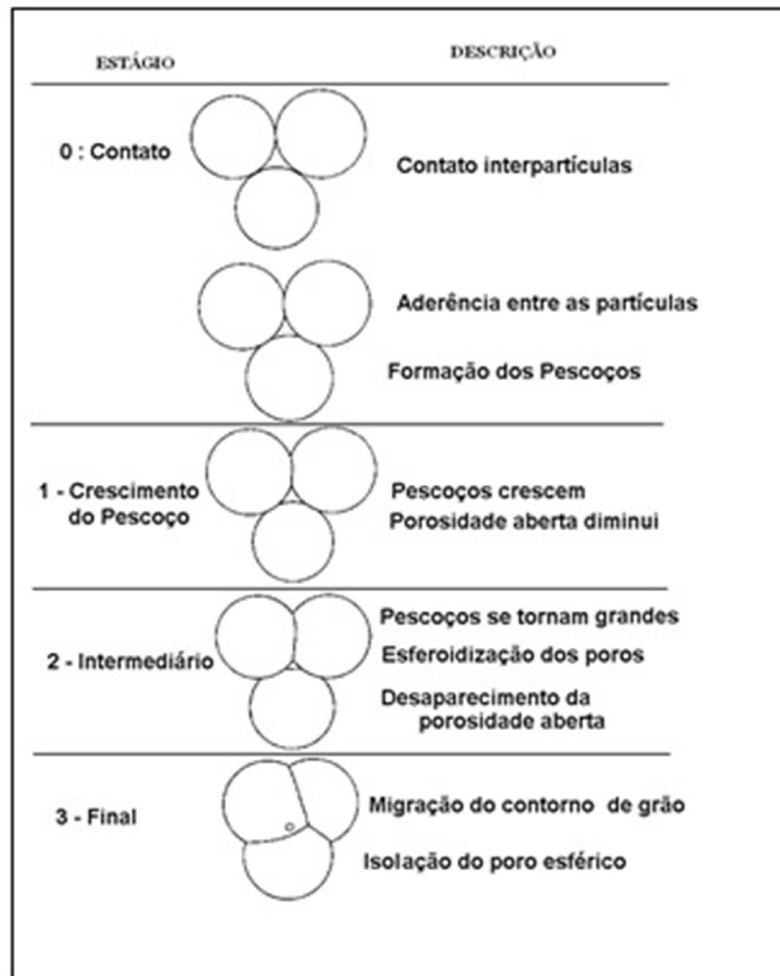 ESTÁGIO
DESCRIÇÃO
0 : Contato
Contato interpartículas
Aderência entre as partículas
Formação dos Pescoços
1 - Crescimento
do Pescoço
Pescoços crescem
Porosidade aberta diminui
2 - Intermediário
Pescoços se tornam grandes
Esferoidização dos poros
Desaparecimento da
porosidade aberta
3 - Final
Migração do contorno de grão
Isolação do poro esférico